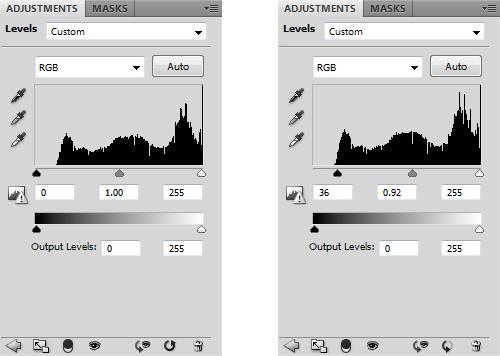 ADJUSTMENTS MASKS
Levels Custom
RGB Auto
0 1.00 255
Output Levels: 0 255
ADJUSTMENTS MASKS
Levels Custom
RGB Auto
36 0.92 255
Output Levels: 0 255